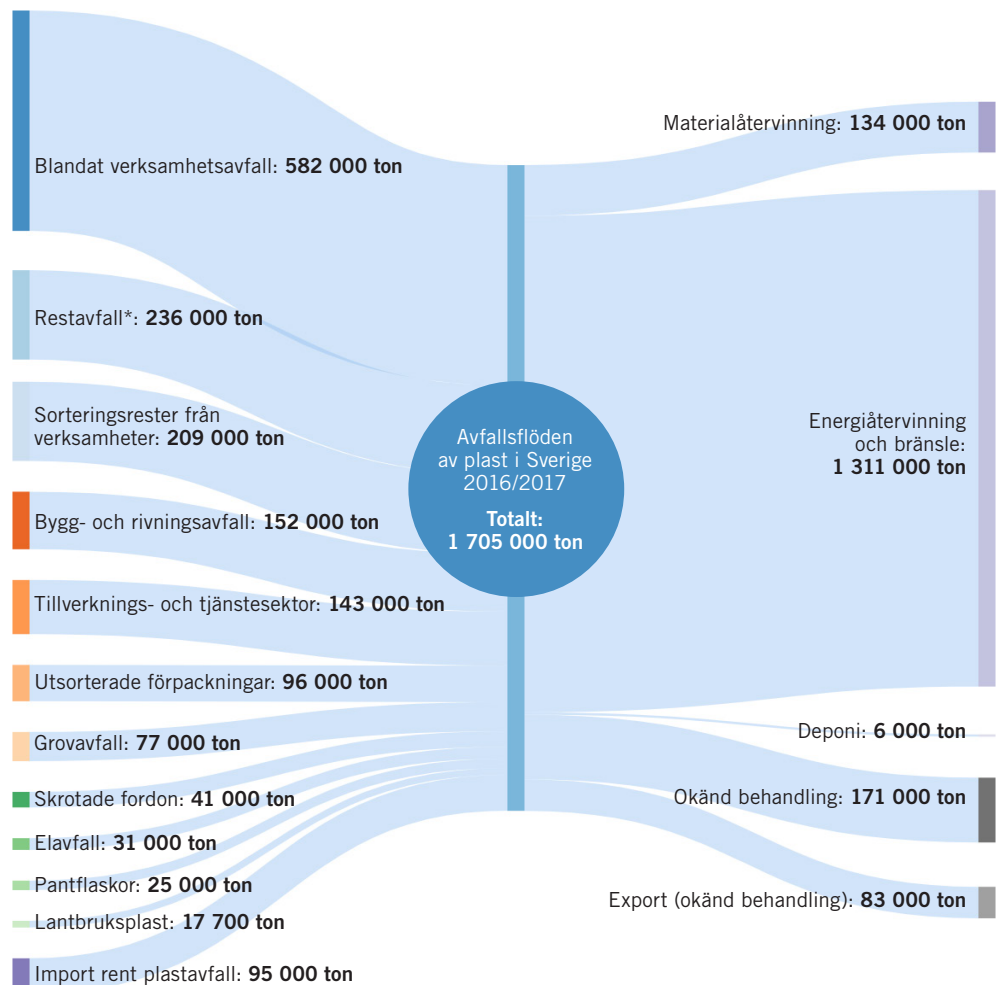 Blandat verksamhetsavfall: 582 000 ton
Restavfall*: 236 000 ton
Sorteringsrester från
verksamheter: 209 000 ton
Bygg- och rivningsavfall: 152 000 ton
Tillverknings- och tjänstesektor: 143 000 ton
Utsorterade förpackningar: 96 000 ton
Grovavfall: 77 000 ton
Skrotade fordon: 41 000 ton
Elavfall: 31 000 ton
Pantflaskor: 25 000 ton
Lantbruksplast: 17 700 ton
Import rent plastavfall: 95 000 ton
Avfallsflöden
av plast i Sverige
2016/2017
Totalt:
1 705 000 ton
Materialåtervinning: 134 000 ton
Energiåtervinning
och bränsle:
1 311 000 ton
Deponi: 6 000 ton
Okänd behandling: 171 000 ton
Export (okänd behandling): 83 000 ton